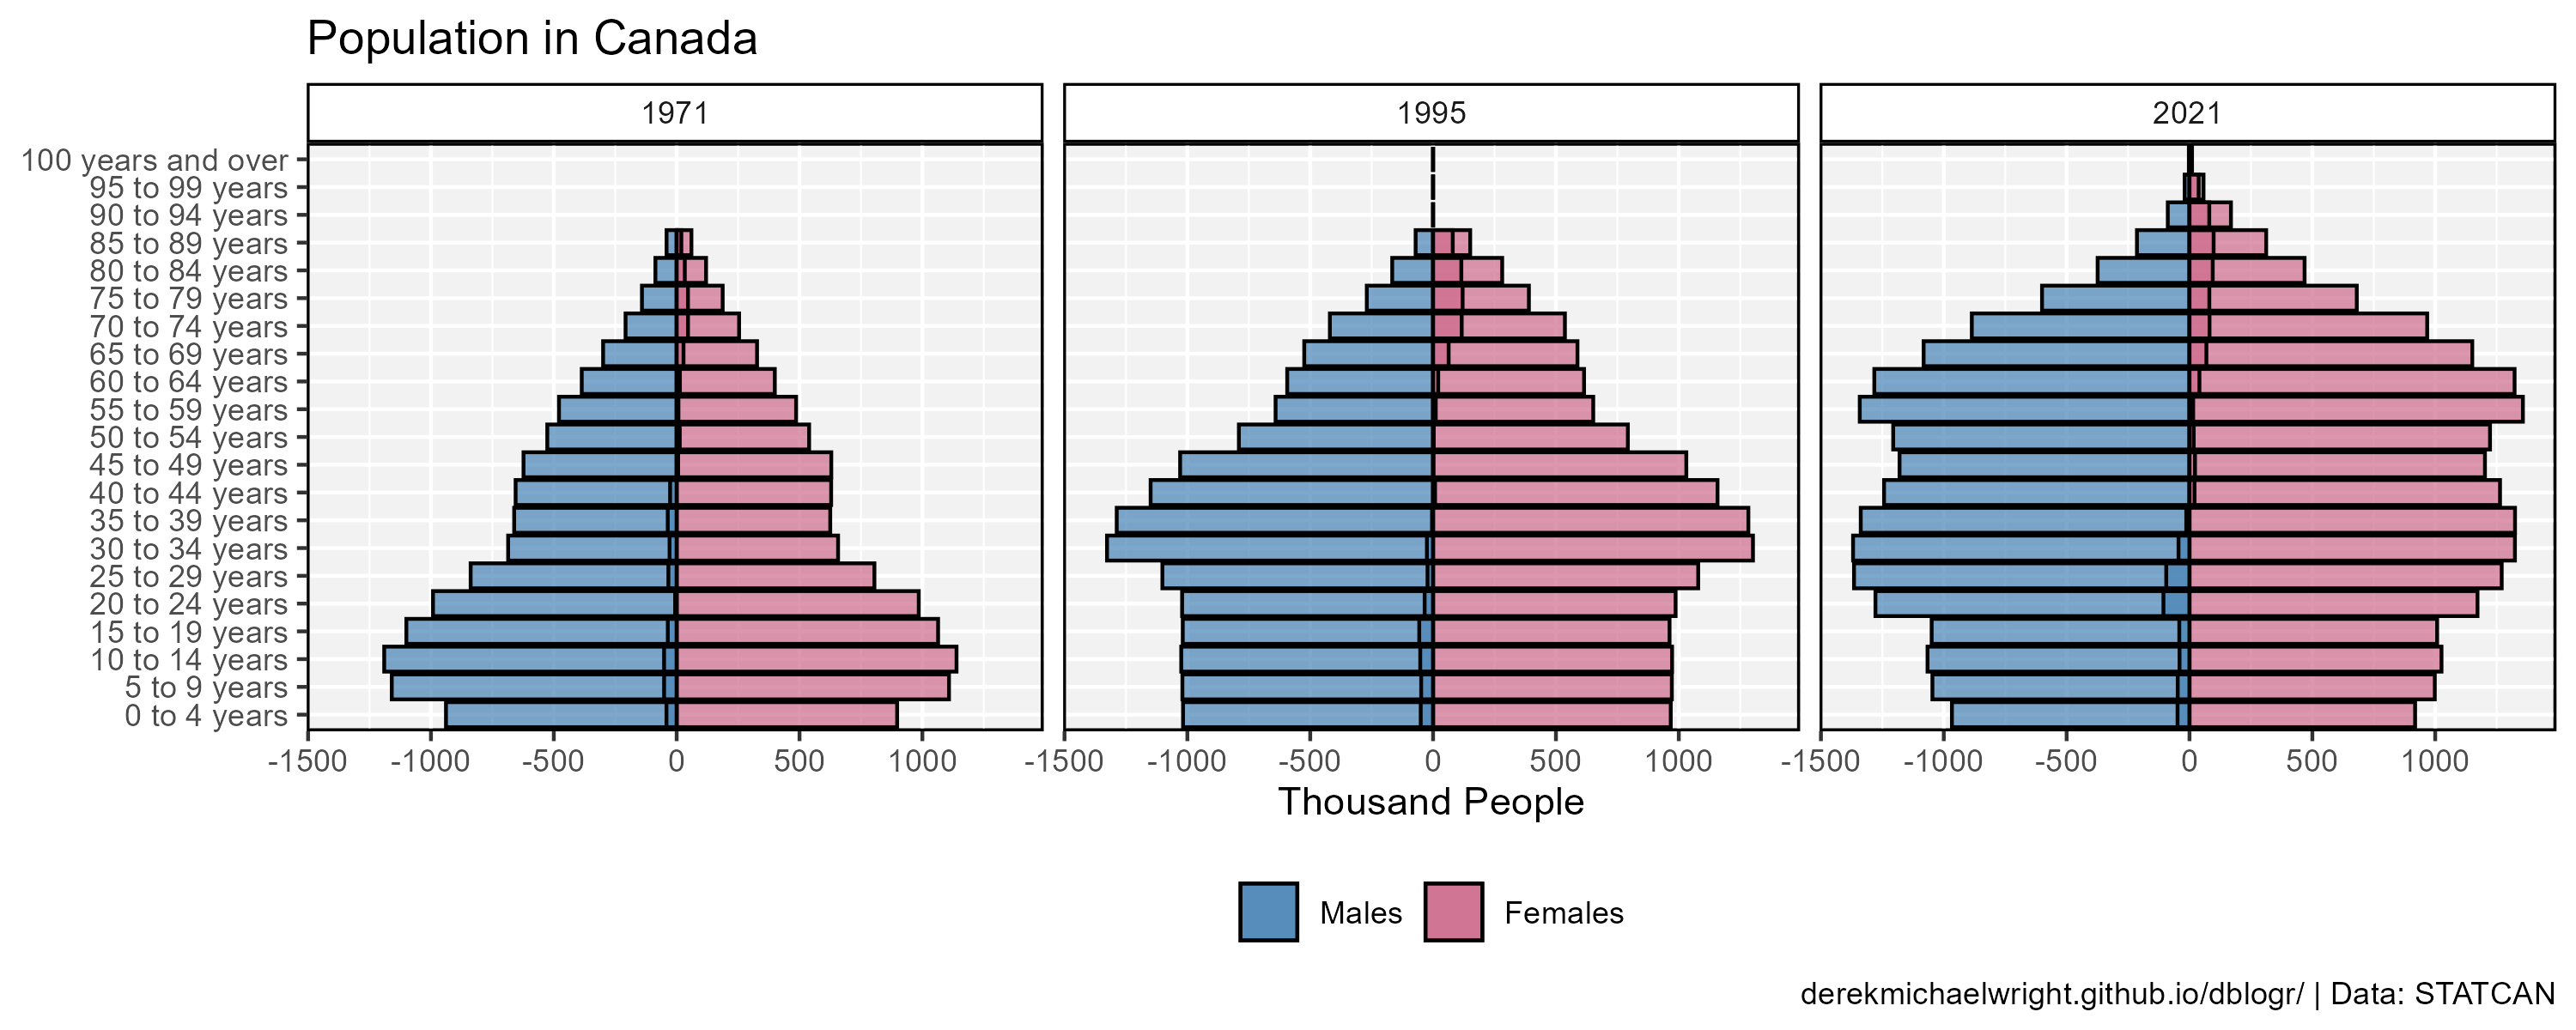 Population in Canada
1971 1995 2021
100 years and over
95 to 99 years
90 to 94 years
85 to 89 years
80 to 84 years
75 to 79 years
70 to 74 years
65 to 69 years
60 to 64 years
55 to 59 years
50 to 54 years
45 to 49 years
40 to 44 years
35 to 39 years
30 to 34 years
25 to 29 years
20 to 24 years
15 to 19 years
10 to 14 years
5 to 9 years
0 to 4 years
-1500 -1000 -500 0 500 1000 -1500 -1000 -500 0 500 1000 -1500 -1000 -500 0 500 1000
Thousand People
Males Females
derekmichaelwright.github.io/dblogr/ | Data: STATCAN